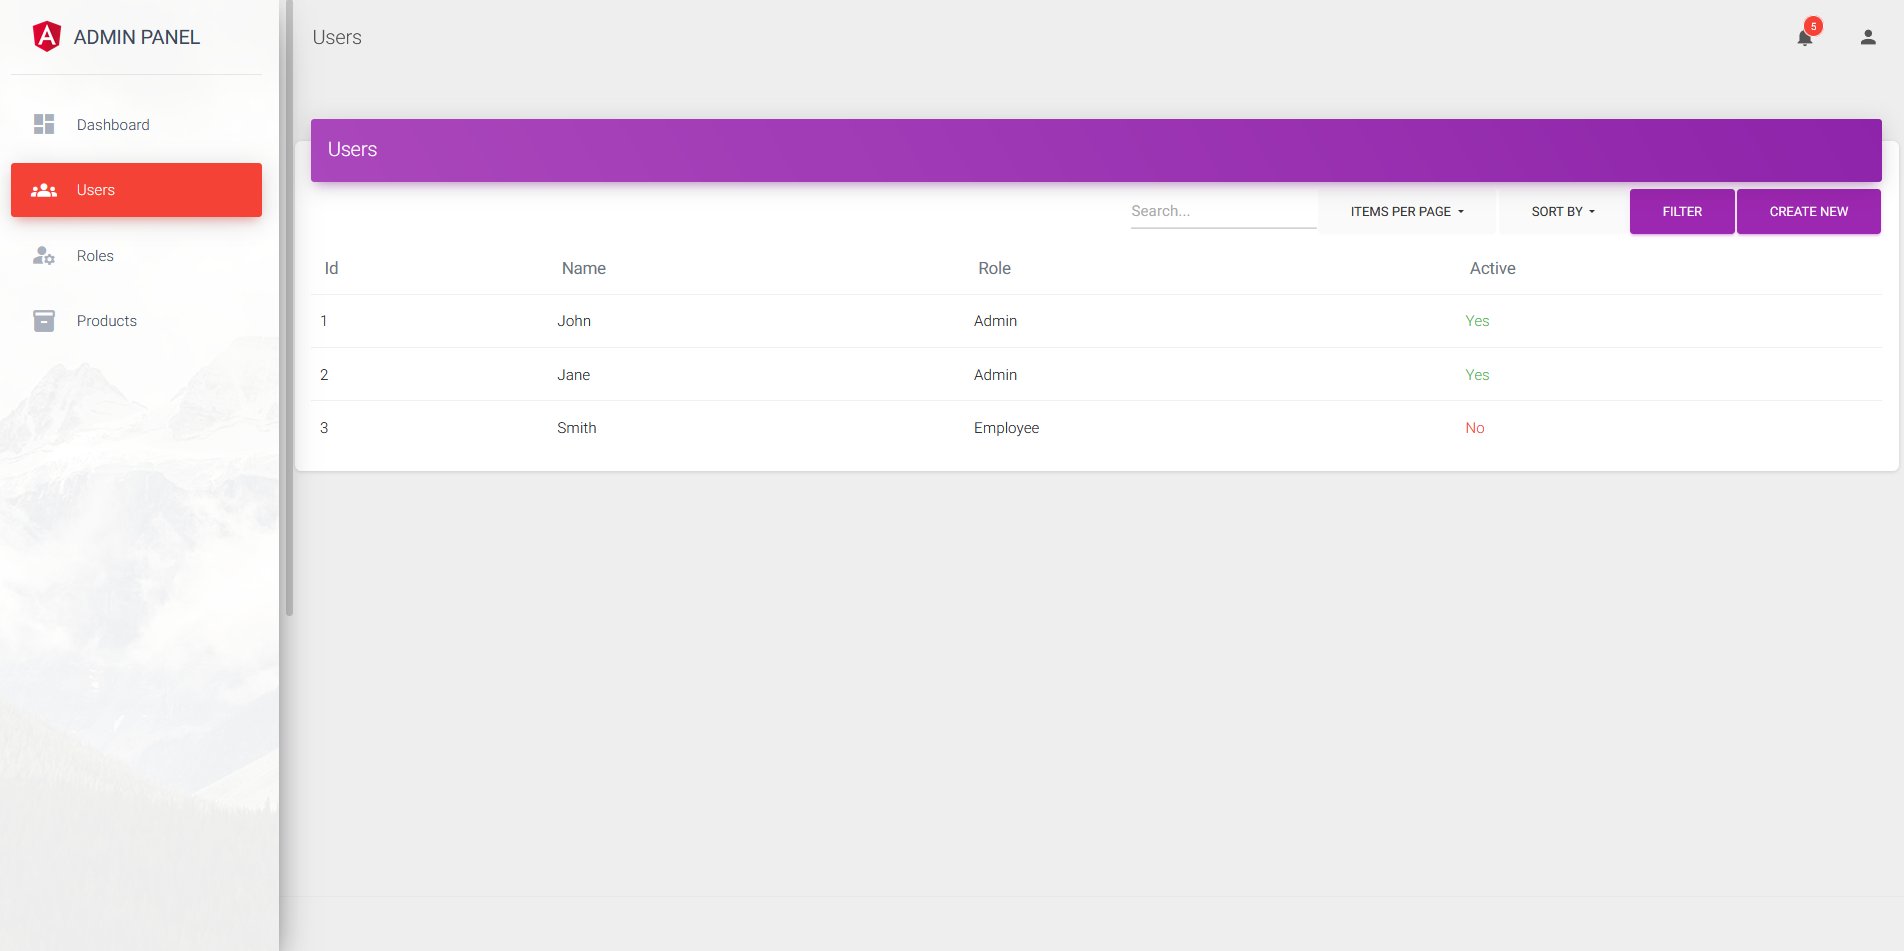 ADMIN PANEL
Users
5
Dashboard
Users
Roles
Products
Users
Search...
ITEMS PER PAGE
SORT BY
FILTER
CREATE NEW
Id Name Role Active
1 John Admin Yes
2 Jane Admin Yes
3 Smith Employee No